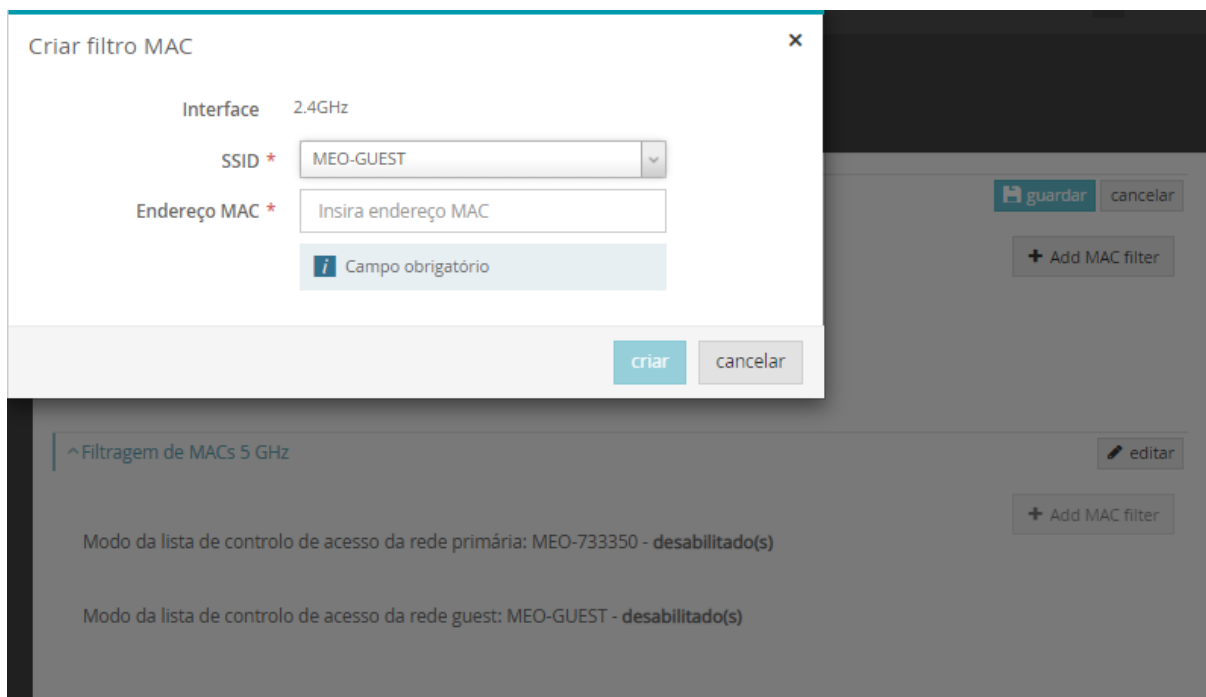 Criar filtro MAC ×
Interface 2.4GHz
SSID * MEO-GUEST
Endereço MAC * Insira endereço MAC
i Campo obrigatório
criar cancelar
guardar cancelar
+ Add MAC filter
^Filtragem de MACs 5 GHz editar
+ Add MAC filter
Modo da lista de controlo de acesso da rede primária: MEO-733350 - desabilitado(s)
Modo da lista de controlo de acesso da rede guest: MEO-GUEST - desabilitado(s)